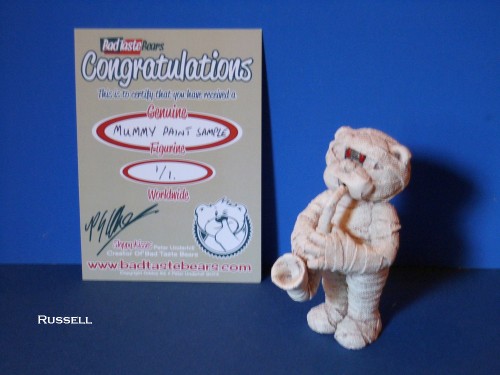 Bad Taste Bears
Congratulations
This is to certify that you have received a
Genuine
MUMMY PAINT SAMPLE
Figurine
1/1.
Worldwide
Peter Underhill
Creator Of Bad Taste Bears
www.badtastebears.com
RUSSELL